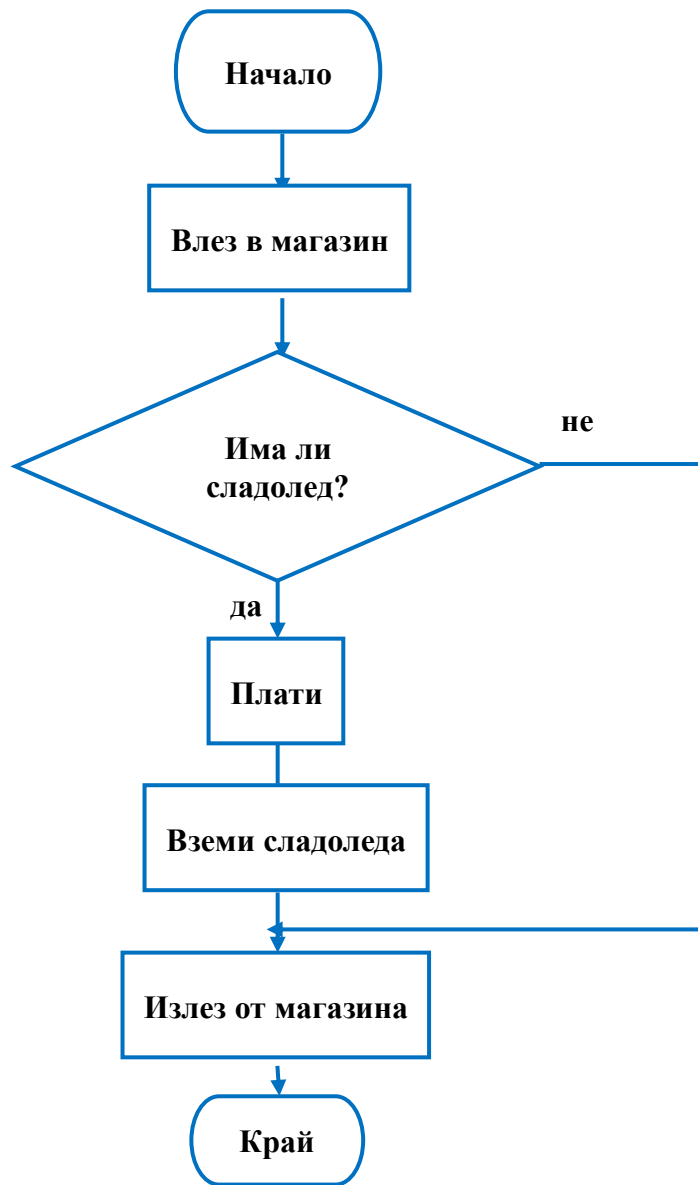 Начало
Влез в магазин
Има ли
сладолед?
не
да
Плати
Вземи сладоледа
Излез от магазина
Край